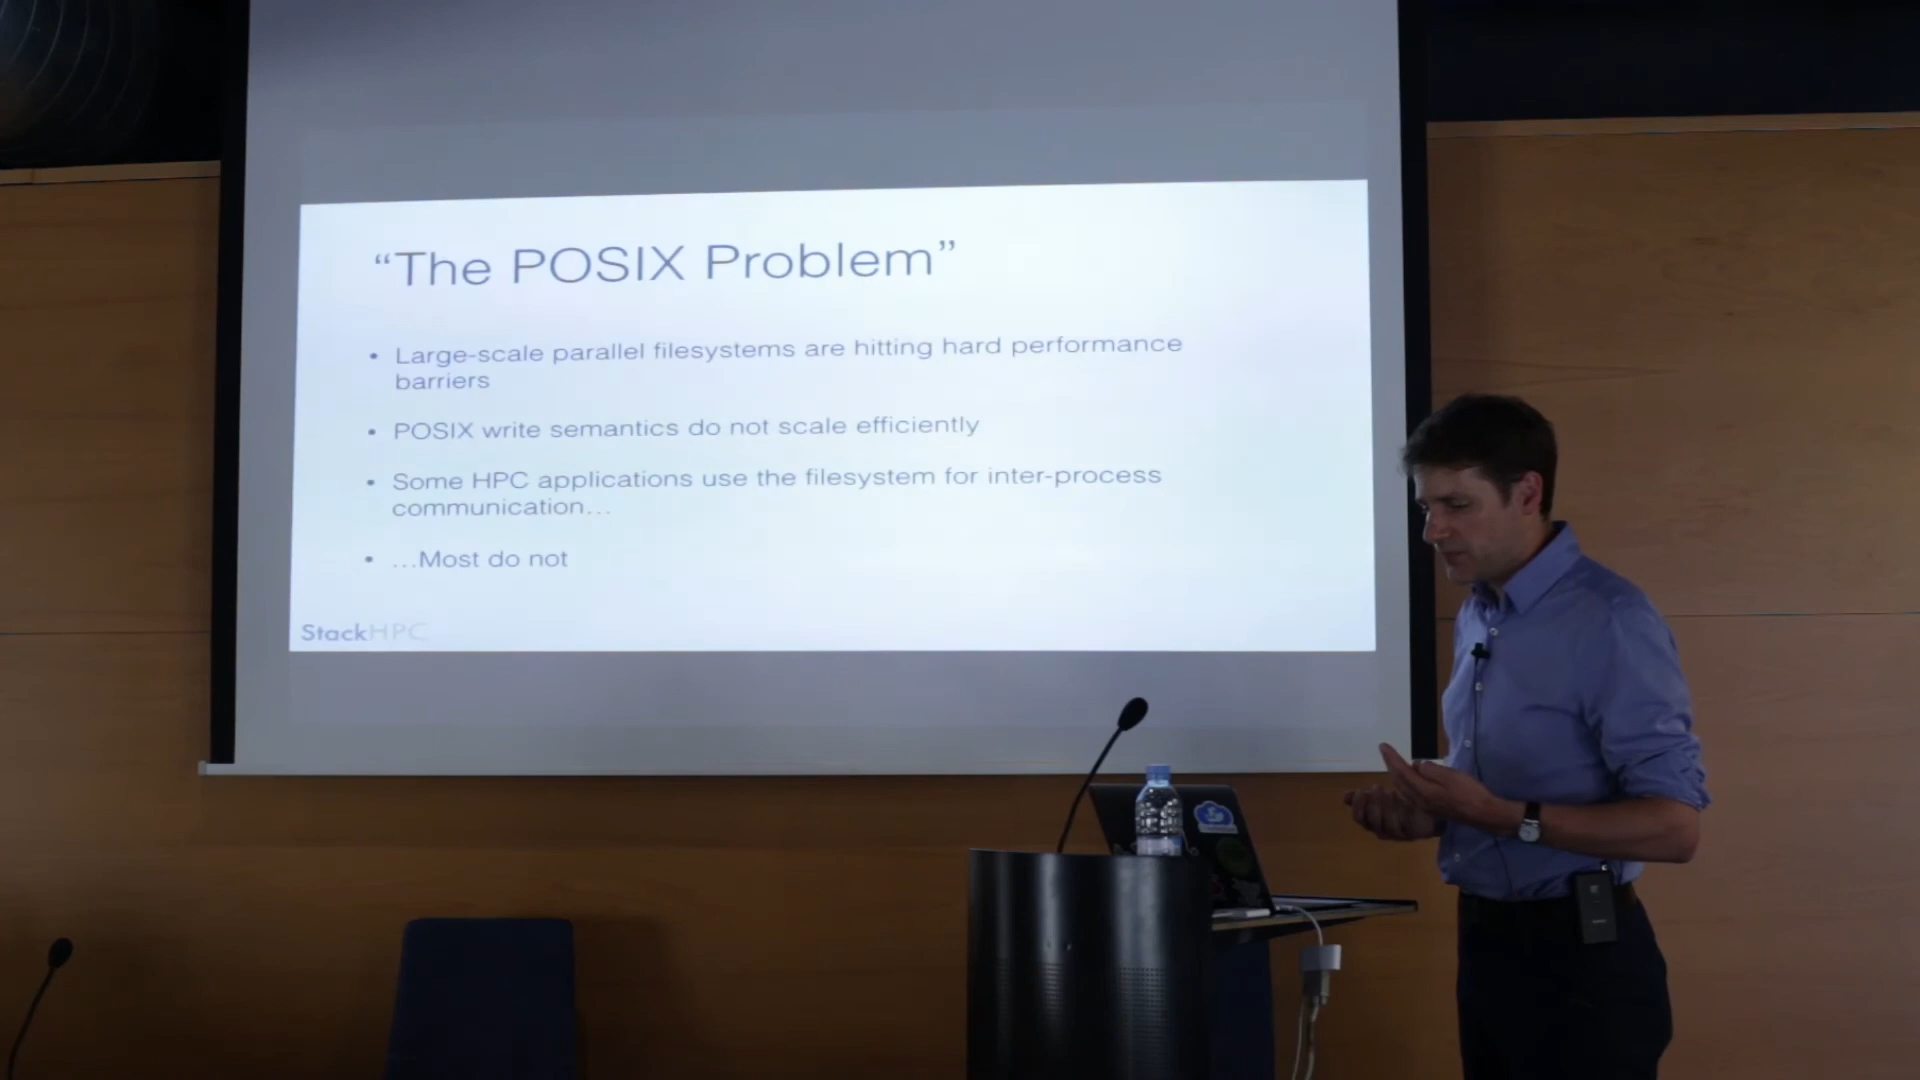 “The POSIX Problem”
• Large-scale parallel filesystems are hitting hard performance
barriers
• POSIX write semantics do not scale efficiently
• Some HPC applications use the filesystem for inter-process
communication…
• …Most do not
StackHPC